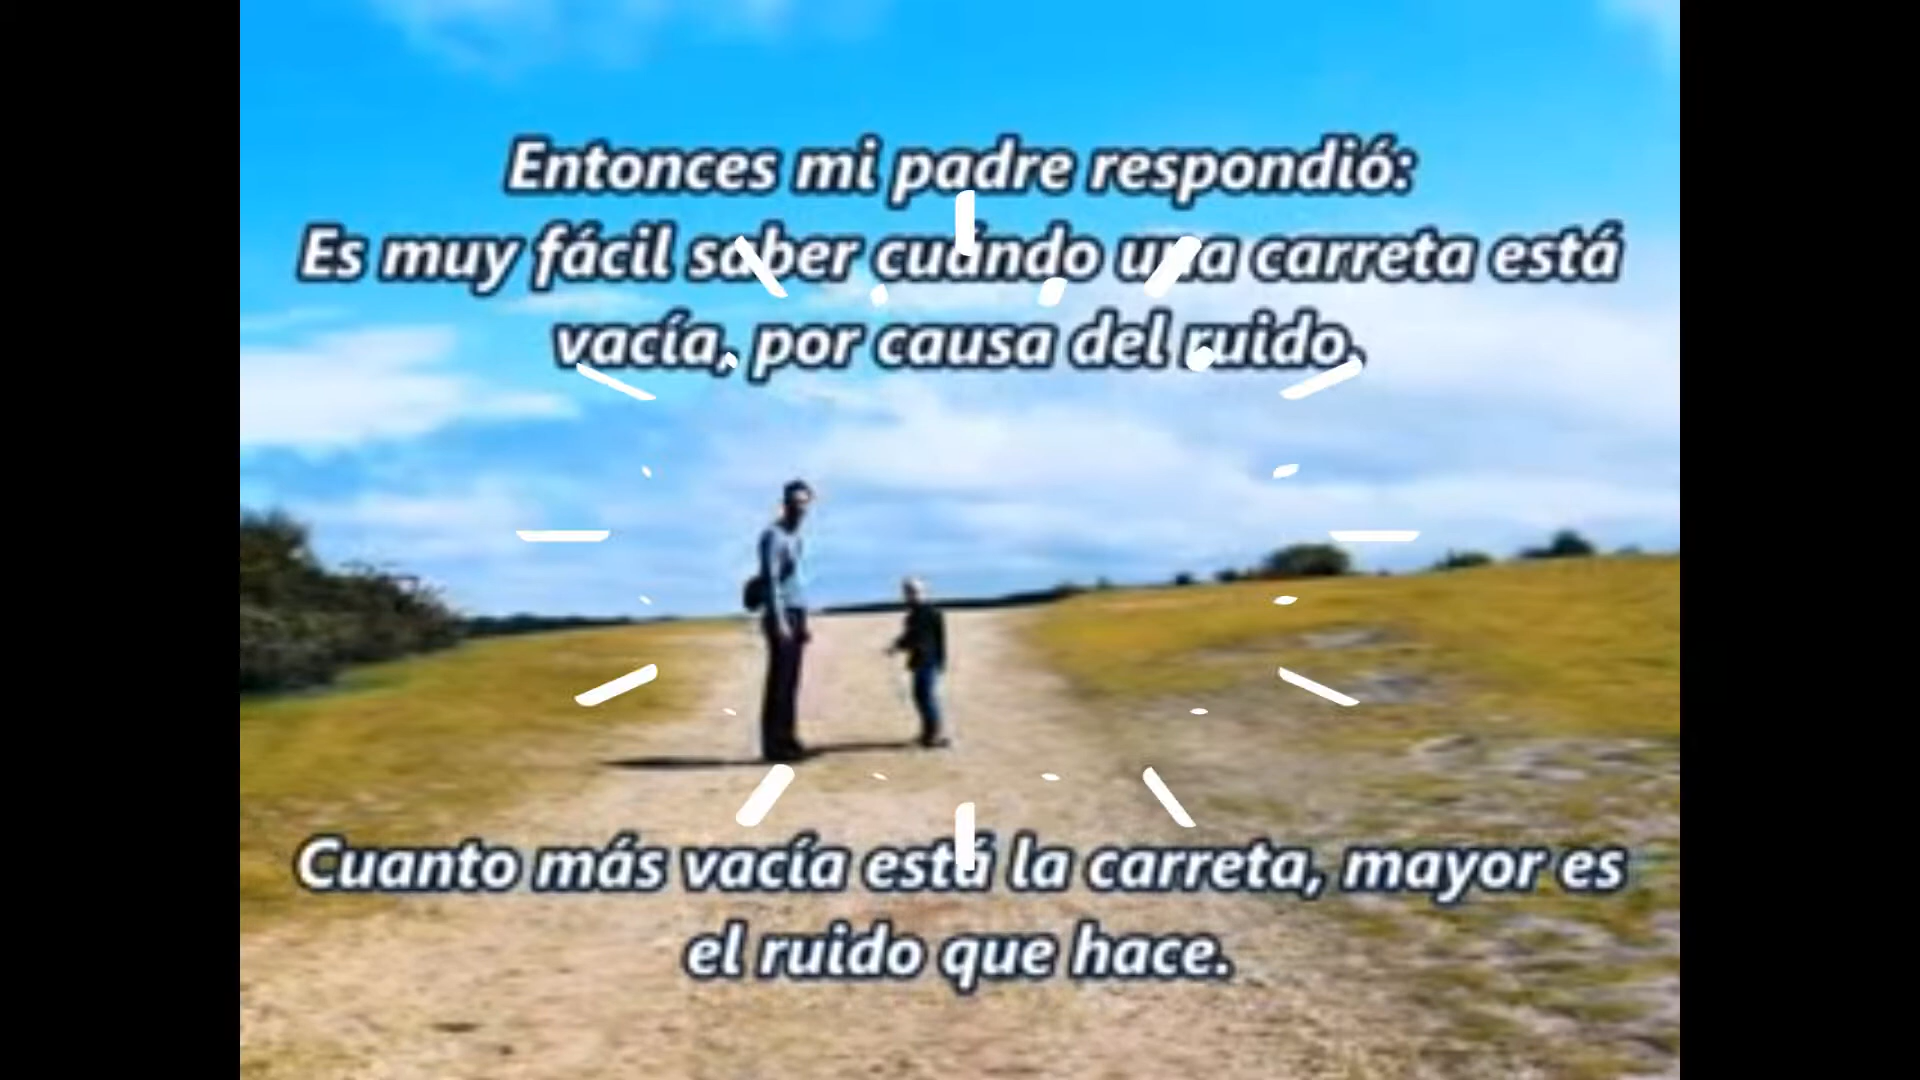 Entonces mi padre respondió:
Es muy fácil saber cuándo una carreta está
vacía, por causa del ruido.
Cuanto más vacía está la carreta, mayor es
el ruido que hace.